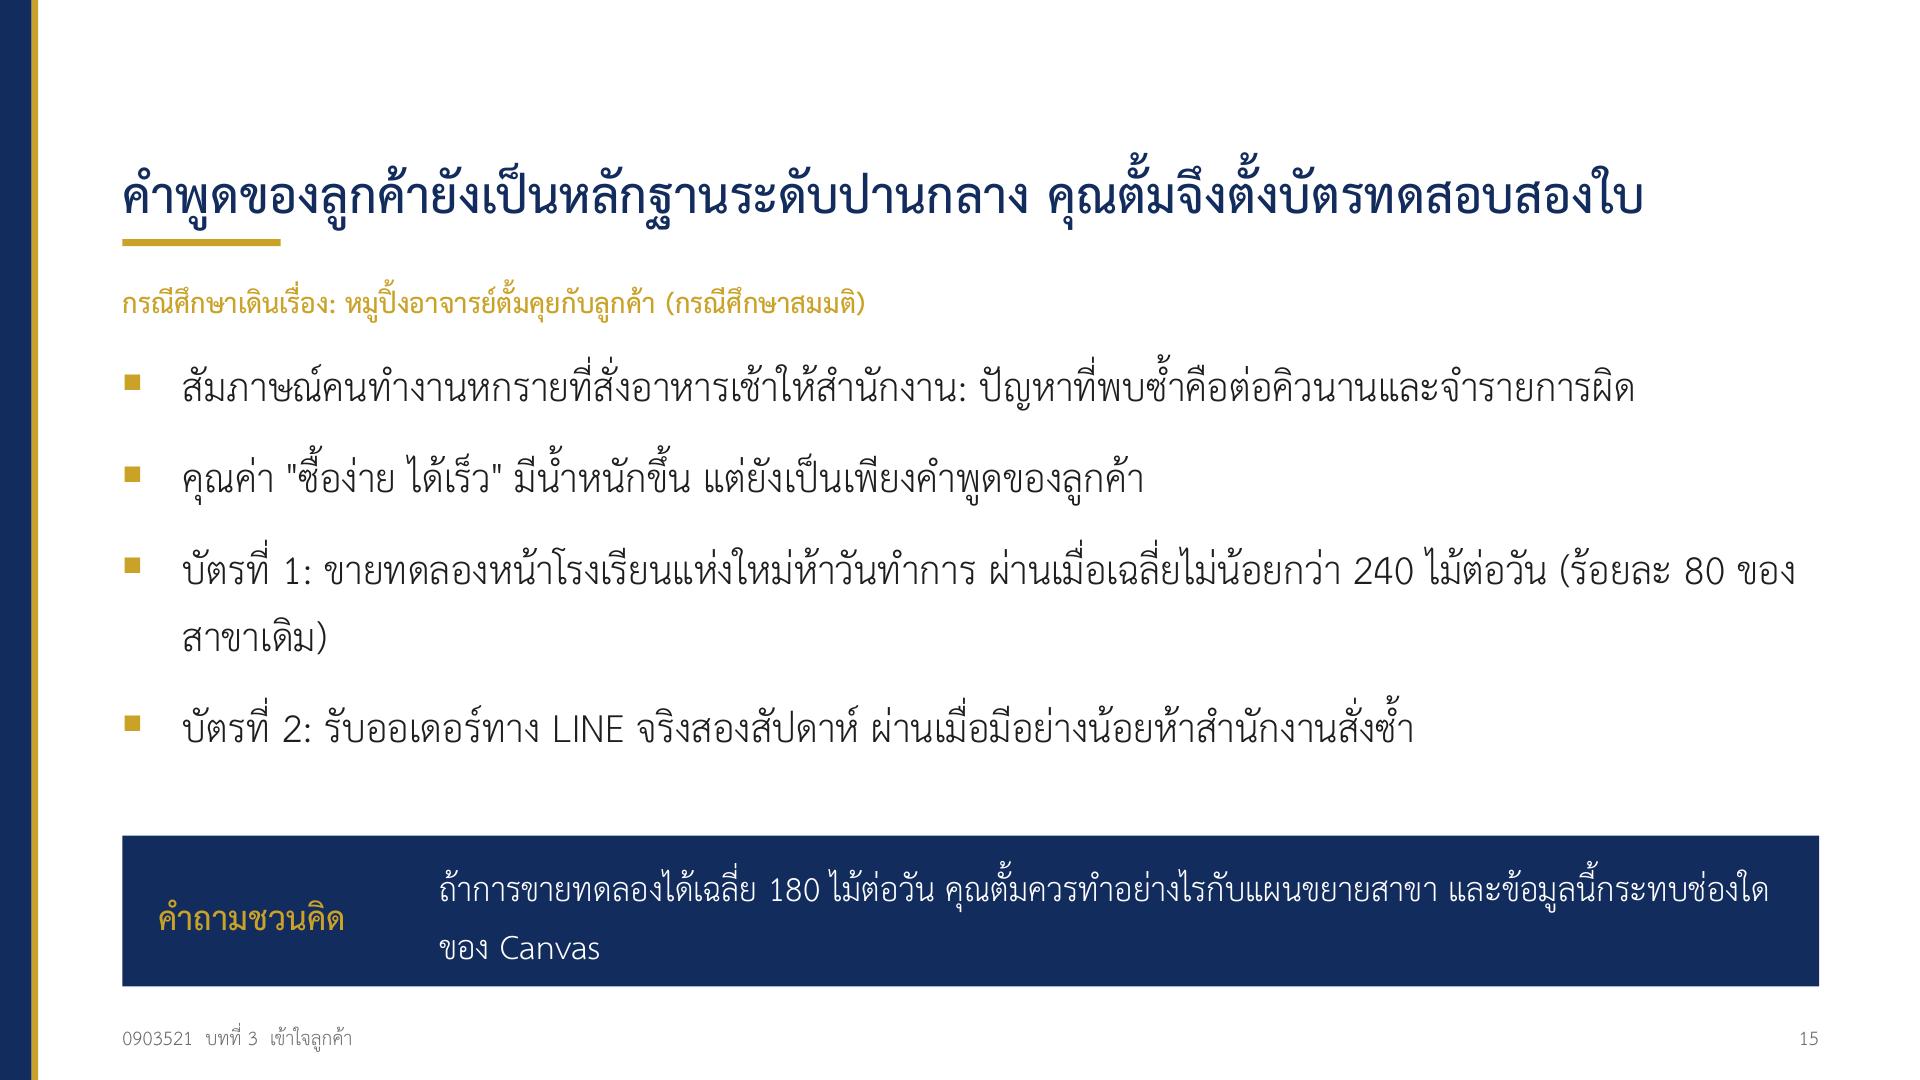 คำพูดของลูกค้ายังเป็นหลักฐานระดับปานกลาง คุณตั้มจึงตั้งบัตรทดสอบสองใบ
กรณีศึกษาเดินเรื่อง: หมูปิ้งอาจารย์ตั้มคุยกับลูกค้า (กรณีศึกษาสมมติ)
▪ สัมภาษณ์คนทำงานหกรายที่สั่งอาหารเช้าให้สำนักงาน: ปัญหาที่พบซ้ำคือต่อคิวนานและจำรายการผิด
▪ คุณค่า "ซื้อง่าย ได้เร็ว" มีน้ำหนักขึ้น แต่ยังเป็นเพียงคำพูดของลูกค้า
▪ บัตรที่ 1: ขายทดลองหน้าโรงเรียนแห่งใหม่ห้าวันทำการ ผ่านเมื่อเฉลี่ยไม่น้อยกว่า 240 ไม้ต่อวัน (ร้อยละ 80 ของ
สาขาเดิม)
▪ บัตรที่ 2: รับออเดอร์ทาง LINE จริงสองสัปดาห์ ผ่านเมื่อมีอย่างน้อยห้าสำนักงานสั่งซ้ำ
คำถามชวนคิด
ถ้าการขายทดลองได้เฉลี่ย 180 ไม้ต่อวัน คุณตั้มควรทำอย่างไรกับแผนขยายสาขา และข้อมูลนี้กระทบช่องใด
ของ Canvas
0903521 บทที่ 3 เข้าใจลูกค้า
15